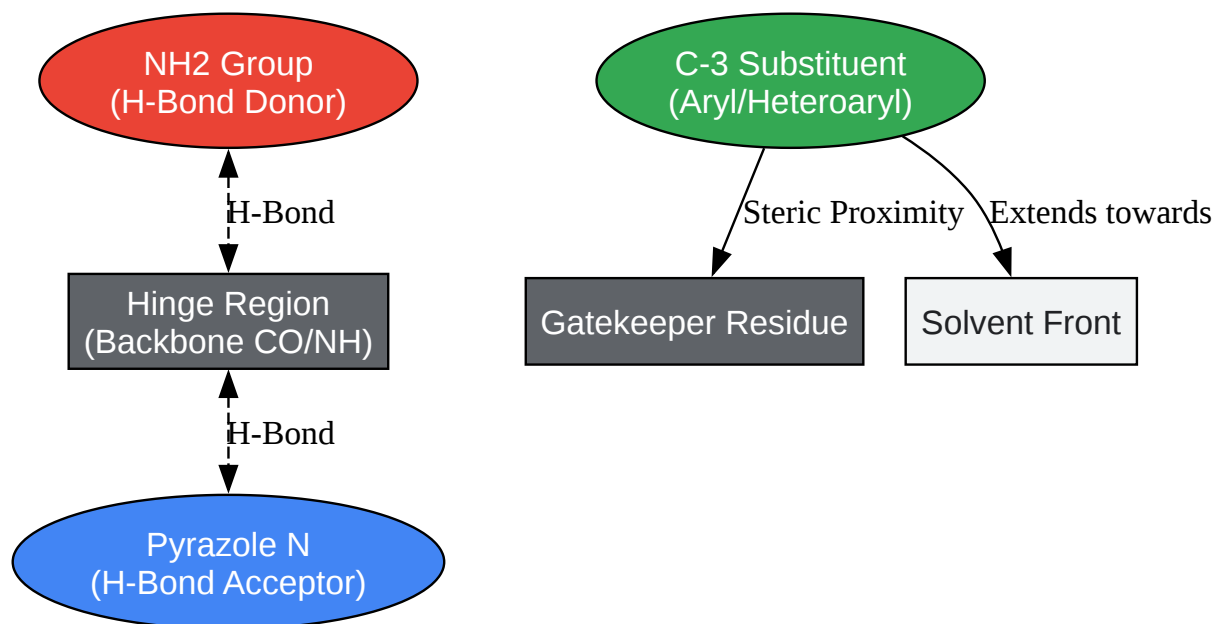 NH2 Group
(H-Bond Donor)
C-3 Substituent
(Aryl/Heteroaryl)
H-Bond
Steric Proximity
Extends towards
Hinge Region
(Backbone CO/NH)
Gatekeeper Residue
Solvent Front
H-Bond
Pyrazole N
(H-Bond Acceptor)